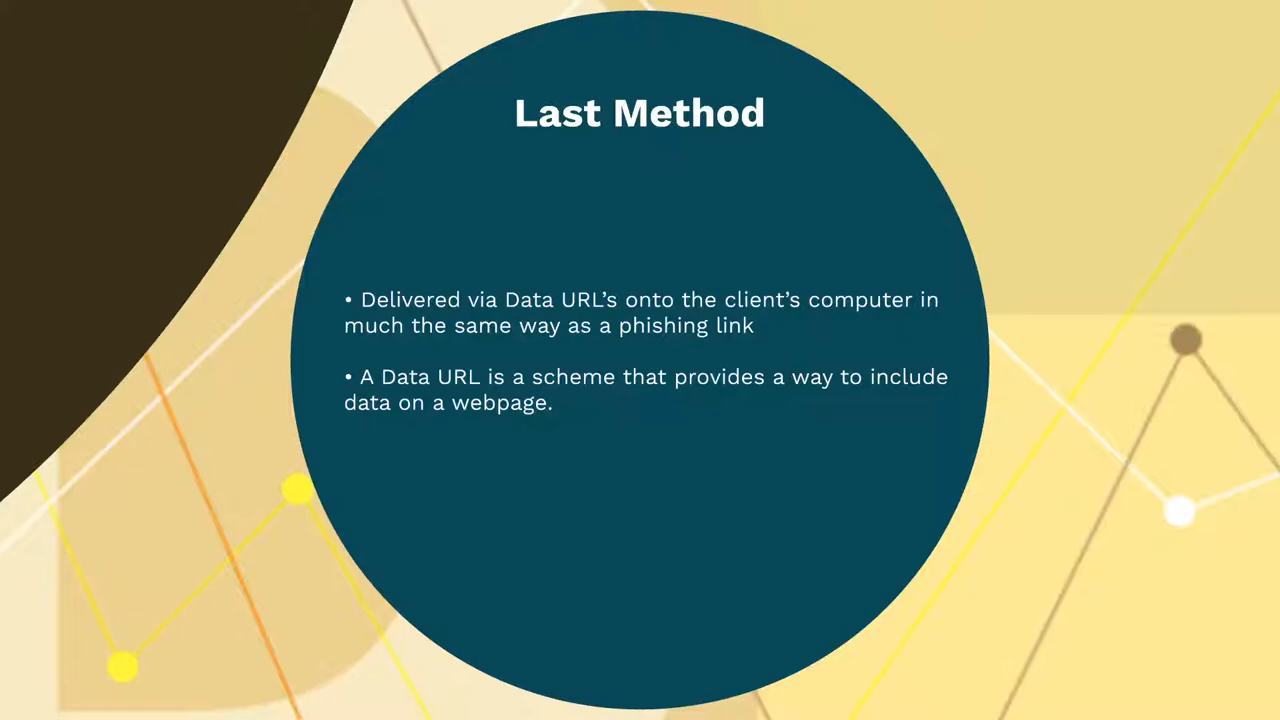 Last Method
• Delivered via Data URL’s onto the client’s computer in
much the same way as a phishing link
• A Data URL is a scheme that provides a way to include
data on a webpage.